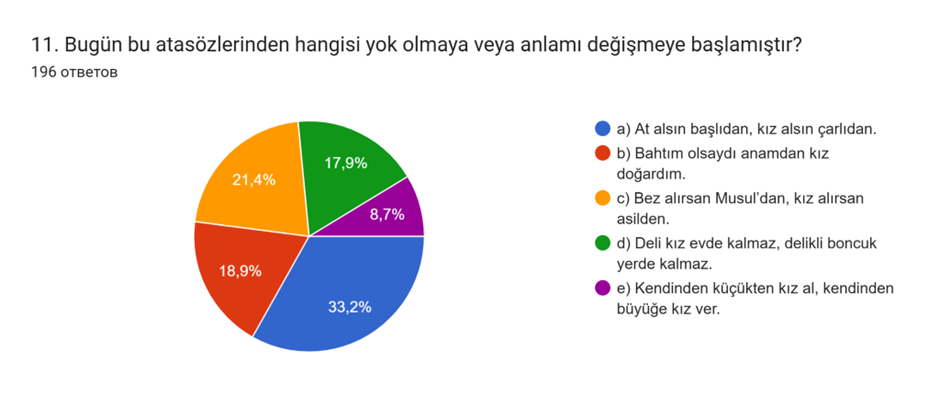 11. Bugün bu atasözlerinden hangisi yok olmaya veya anlamı değişmeye başlamıştır?
196 ответов
17,9%
21,4%
8,7%
18,9%
33,2%
a) At alsın başlıdan, kız alsın çarlıdan.
b) Bahtım olsaydı anamdan kız
doğardım.
c) Bez alırsan Musul'dan, kız alırsan
asilden.
d) Deli kız evde kalmaz, delikli boncuk
yerde kalmaz.
e) Kendinden küçükten kız al, kendinden
büyüğe kız ver.